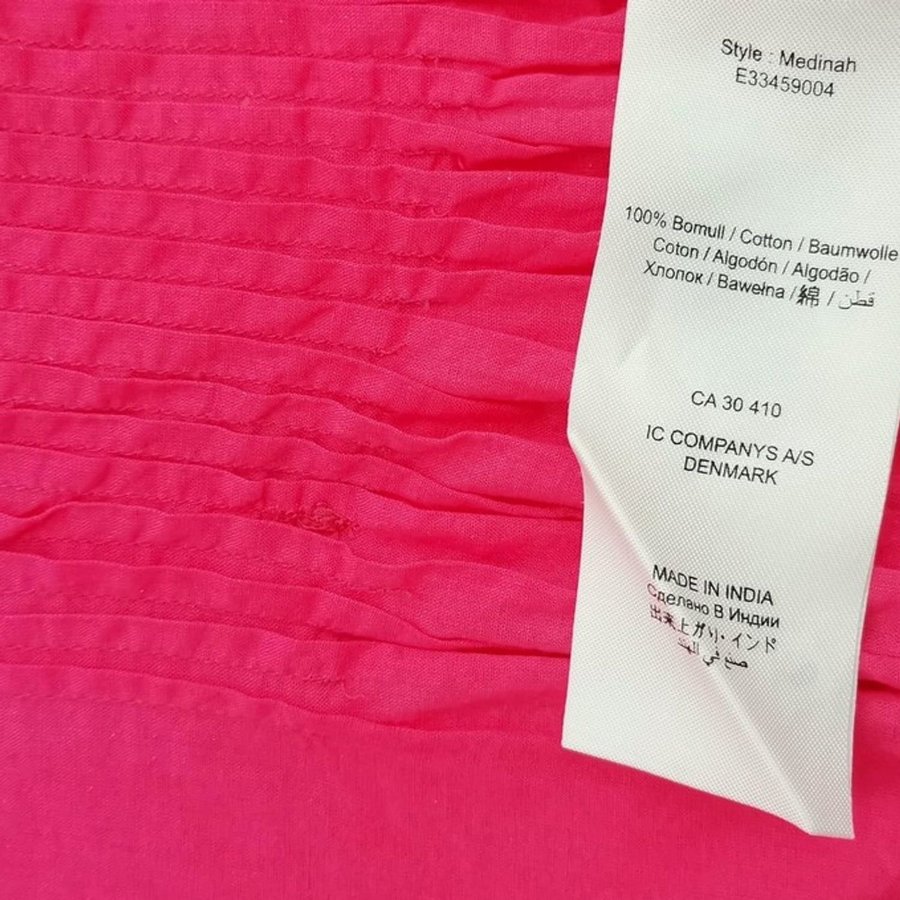 Style : Medinah
E33459004
100% Bomull / Cotton / Baumwolle
Coton / Algodón / Algodão /
Хлопок / Bawełna / 綿 / قطن
CA 30 410
IC COMPANYS A/S
DENMARK
MADE IN INDIA
Сделано В Индии
出来上がり・インド
صنع في الهند